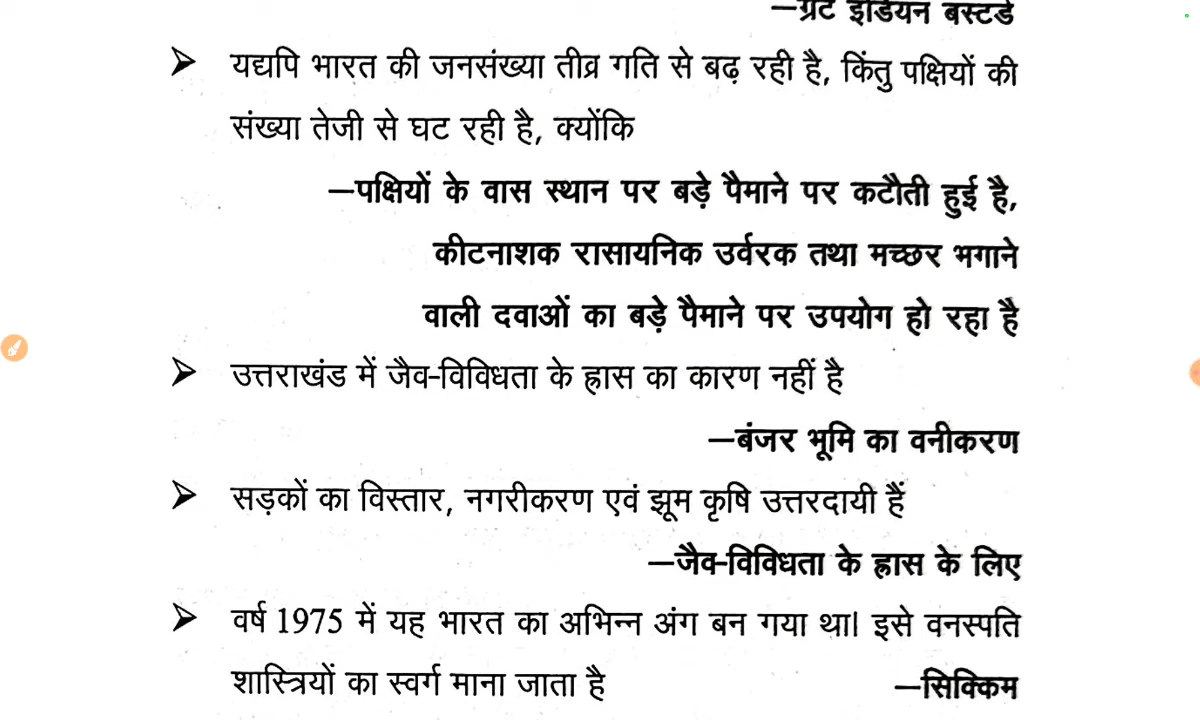 —ग्रेट इंडियन बस्टर्ड
➢ यद्यपि भारत की जनसंख्या तीव्र गति से बढ़ रही है, किंतु पक्षियों की
संख्या तेजी से घट रही है, क्योंकि
—पक्षियों के वास स्थान पर बड़े पैमाने पर कटौती हुई है,
कीटनाशक रासायनिक उर्वरक तथा मच्छर भगाने
वाली दवाओं का बड़े पैमाने पर उपयोग हो रहा है
➢ उत्तराखंड में जैव-विविधता के ह्रास का कारण नहीं है
—बंजर भूमि का वनीकरण
➢ सड़कों का विस्तार, नगरीकरण एवं झूम कृषि उत्तरदायी हैं
—जैव-विविधता के ह्रास के लिए
➢ वर्ष 1975 में यह भारत का अभिन्न अंग बन गया था। इसे वनस्पति
शास्त्रियों का स्वर्ग माना जाता है —सिक्किम